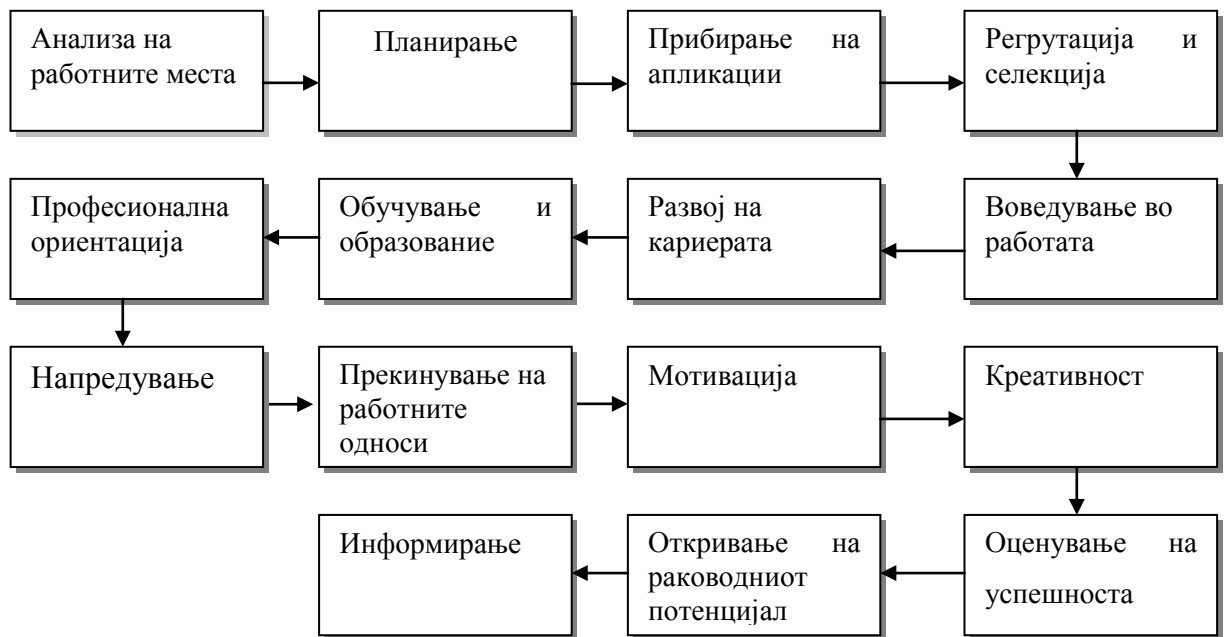 Анализа на
работните места
Планирање
Прибирање на
апликации
Регрутација и
селекција
Воведување во
работата
Развој на
кариерата
Обучување и
образование
Професионална
ориентација
Напредување
Прекинување на
работните
односи
Мотивација
Креативност
Оценување на
успешноста
Откривање на
раководниот
потенцијал
Информирање